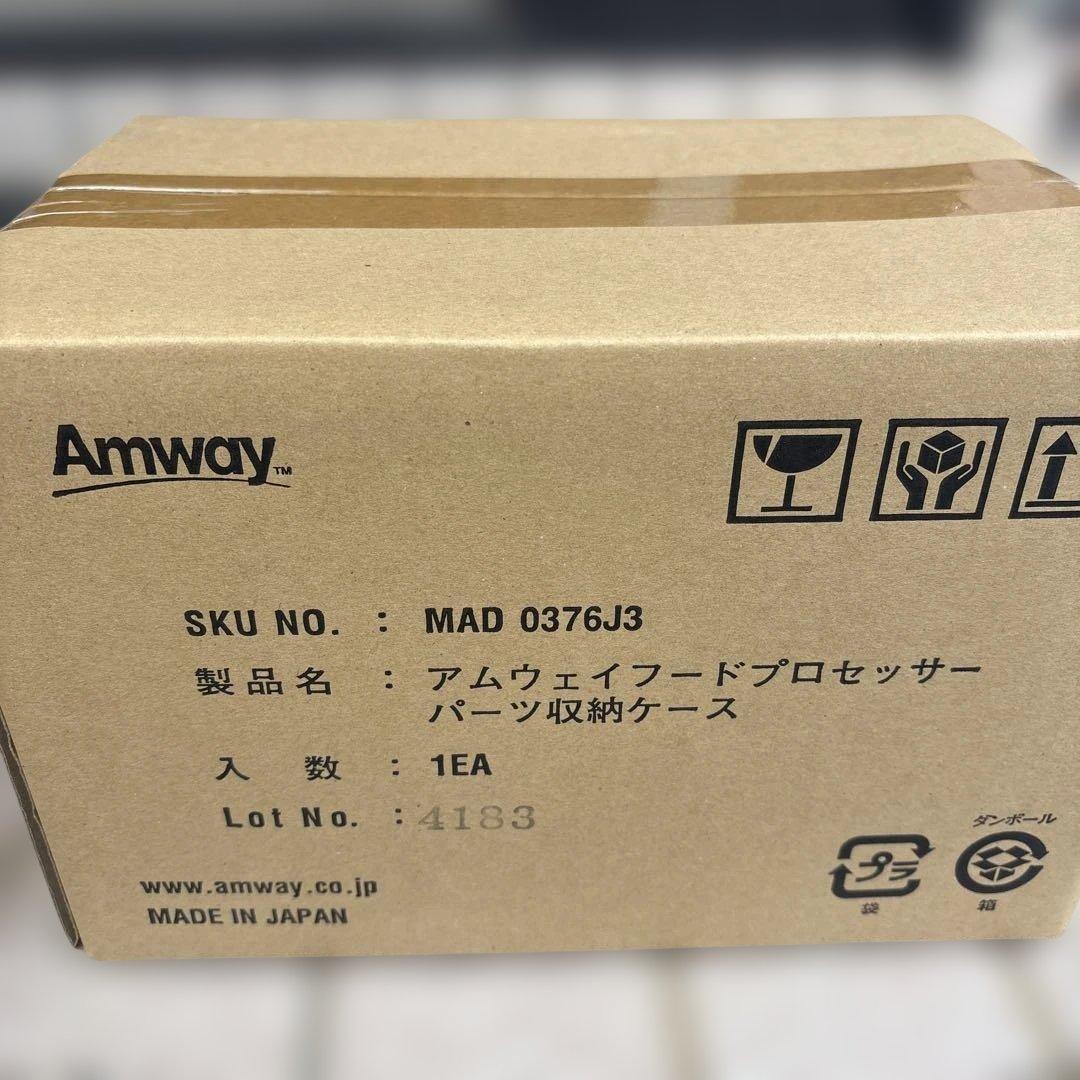 Amway™
SKU NO. : MAD 0376J3
製品名 : アムウェイフードプロセッサー
パーツ収納ケース
入 数 : 1EA
Lot No. : 4183
ダンボール
プラ
袋
箱
www.amway.co.jp
MADE IN JAPAN